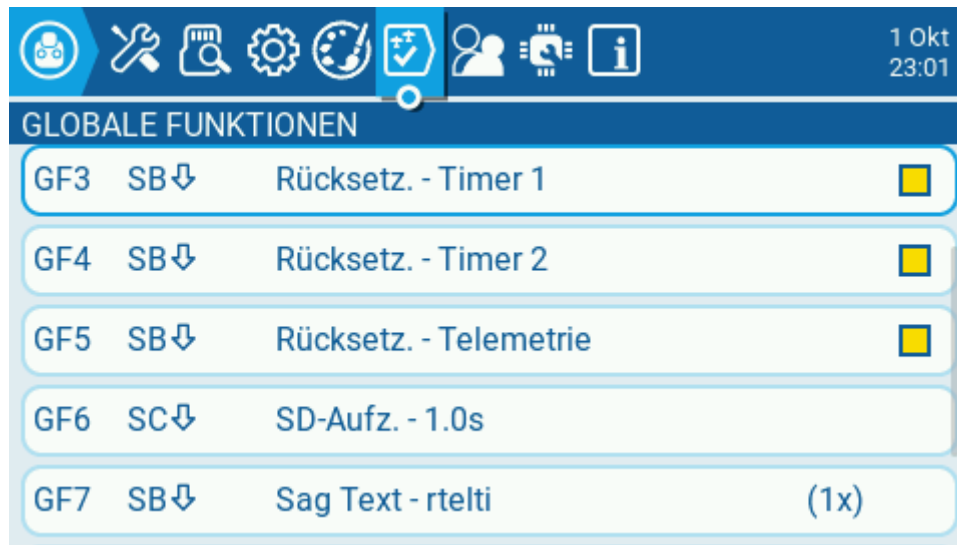 1 Okt
23:01
GLOBALE FUNKTIONEN
GF3 SB⇩ Rücksetz. - Timer 1
GF4 SB⇩ Rücksetz. - Timer 2
GF5 SB⇩ Rücksetz. - Telemetrie
GF6 SC⇩ SD-Aufz. - 1.0s
GF7 SB⇩ Sag Text - rtelti (1x)